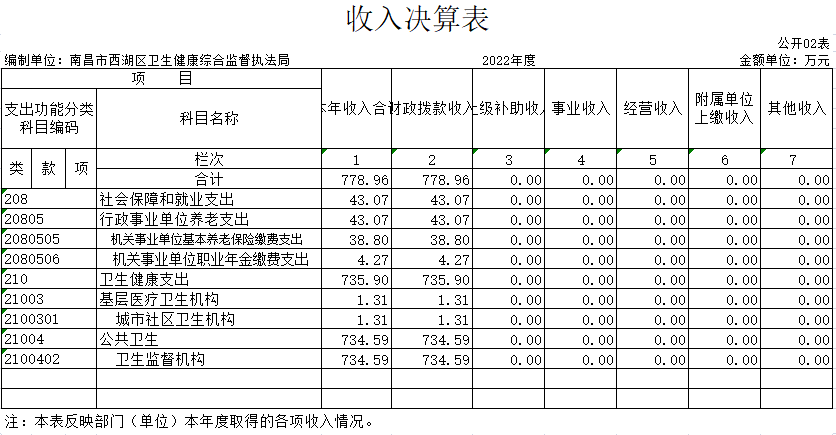 收入决算表
公开02表
编制单位：南昌市西湖区卫生健康综合监督执法局 2022年度 金额单位：万元
项 目 本年收入合计 财政拨款收入 上级补助收入 事业收入 经营收入 附属单位上缴收入 其他收入
支出功能分类科目编码 科目名称
类 款 项 栏次 1 2 3 4 5 6 7
合计 778.96 778.96 0.00 0.00 0.00 0.00 0.00
208 社会保障和就业支出 43.07 43.07 0.00 0.00 0.00 0.00 0.00
20805 行政事业单位养老支出 43.07 43.07 0.00 0.00 0.00 0.00 0.00
2080505 机关事业单位基本养老保险缴费支出 38.80 38.80 0.00 0.00 0.00 0.00 0.00
2080506 机关事业单位职业年金缴费支出 4.27 4.27 0.00 0.00 0.00 0.00 0.00
210 卫生健康支出 735.90 735.90 0.00 0.00 0.00 0.00 0.00
21003 基层医疗卫生机构 1.31 1.31 0.00 0.00 0.00 0.00 0.00
2100301 城市社区卫生机构 1.31 1.31 0.00 0.00 0.00 0.00 0.00
21004 公共卫生 734.59 734.59 0.00 0.00 0.00 0.00 0.00
2100402 卫生监督机构 734.59 734.59 0.00 0.00 0.00 0.00 0.00
注：本表反映部门（单位）本年度取得的各项收入情况。